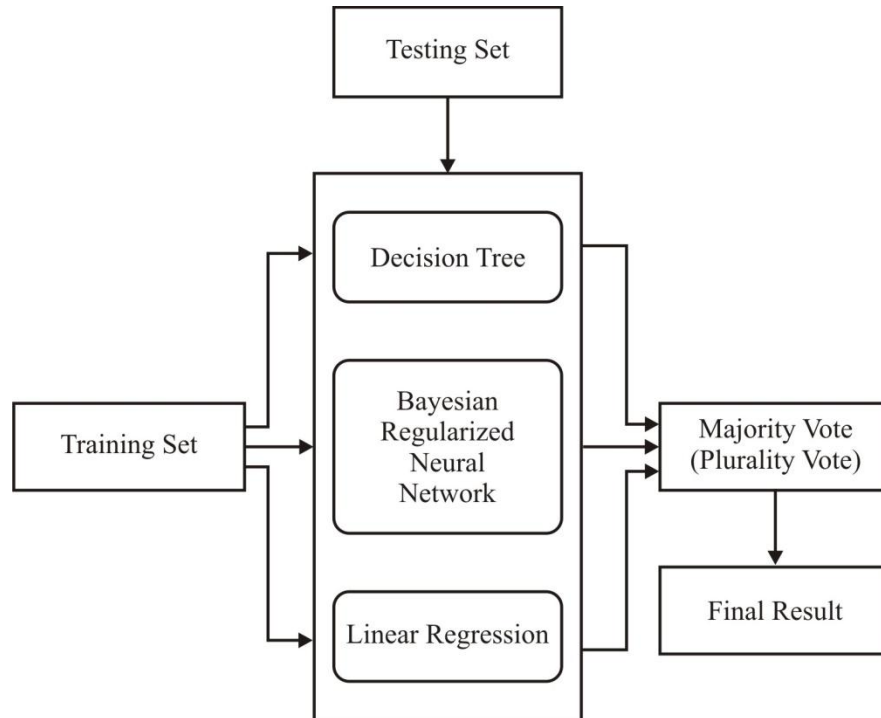 Testing Set
Decision Tree
Training Set
Bayesian
Regularized
Neural
Network
Majority Vote
(Plurality Vote)
Linear Regression
Final Result